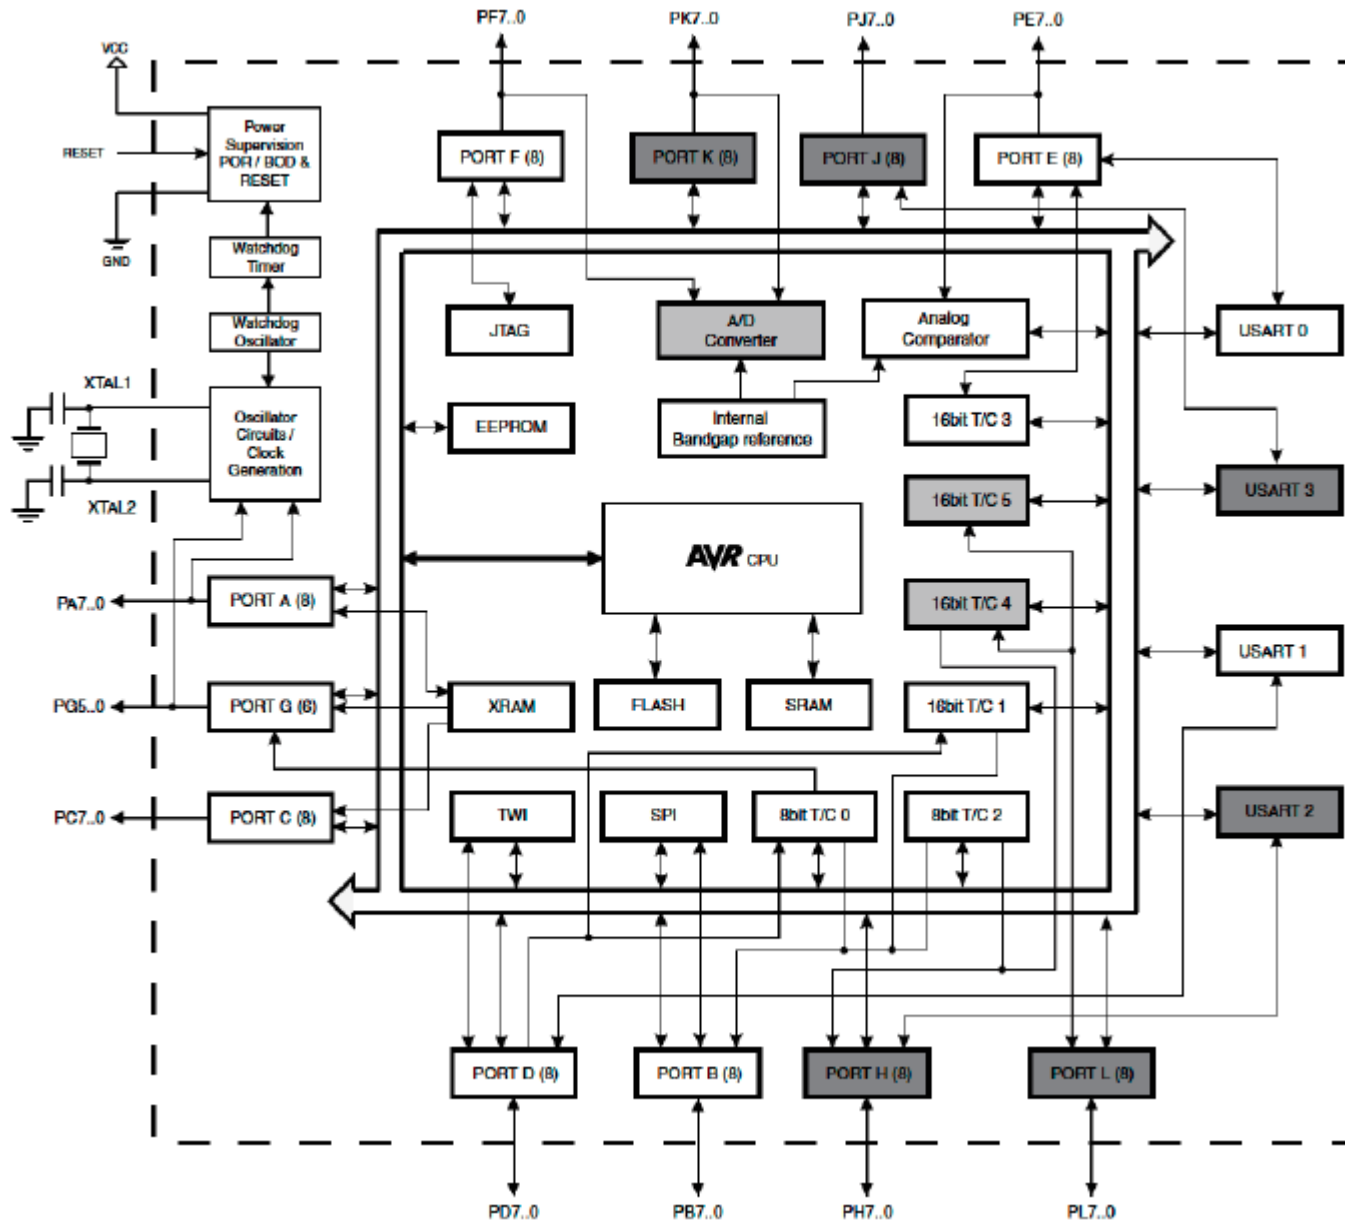 PF7..0
PK7..0
PJ7..0
PE7..0
VCC
RESET
GND
Power
Supervision
POR / BOD &
RESET
PORT F (8)
PORT K (8)
PORT J (8)
PORT E (8)
Watchdog
Timer
Watchdog
Oscillator
JTAG
A/D
Converter
Analog
Comparator
USART 0
XTAL1
XTAL2
Oscillator
Circuits /
Clock
Generation
EEPROM
Internal
Bandgap reference
16bit T/C 3
16bit T/C 5
USART 3
AVR CPU
PA7..0
PORT A (8)
16bit T/C 4
USART 1
PG5..0
PORT G (6)
XRAM
FLASH
SRAM
16bit T/C 1
PC7..0
PORT C (8)
TWI
SPI
8bit T/C 0
8bit T/C 2
USART 2
PORT D (8)
PORT B (8)
PORT H (8)
PORT L (8)
PD7..0
PB7..0
PH7..0
PL7..0